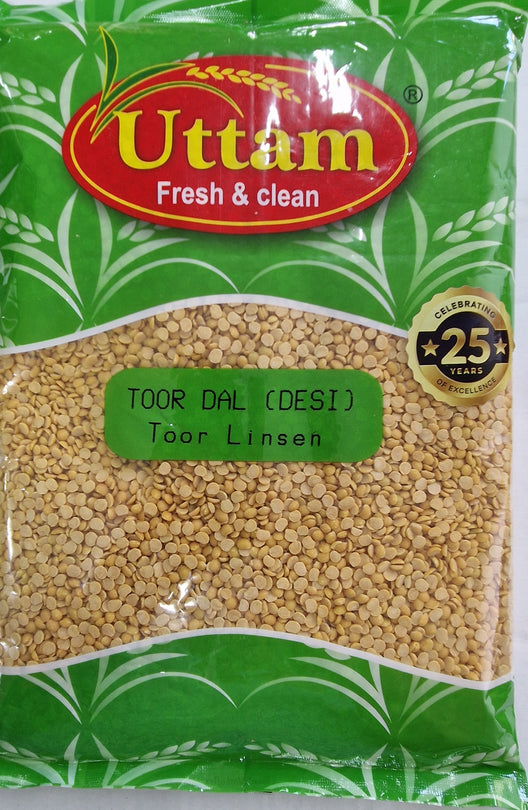 Uttam
®
Fresh & clean
CELEBRATING
25
YEARS
OF EXCELLENCE
TOOR DAL (DESI)
Toor Linsen